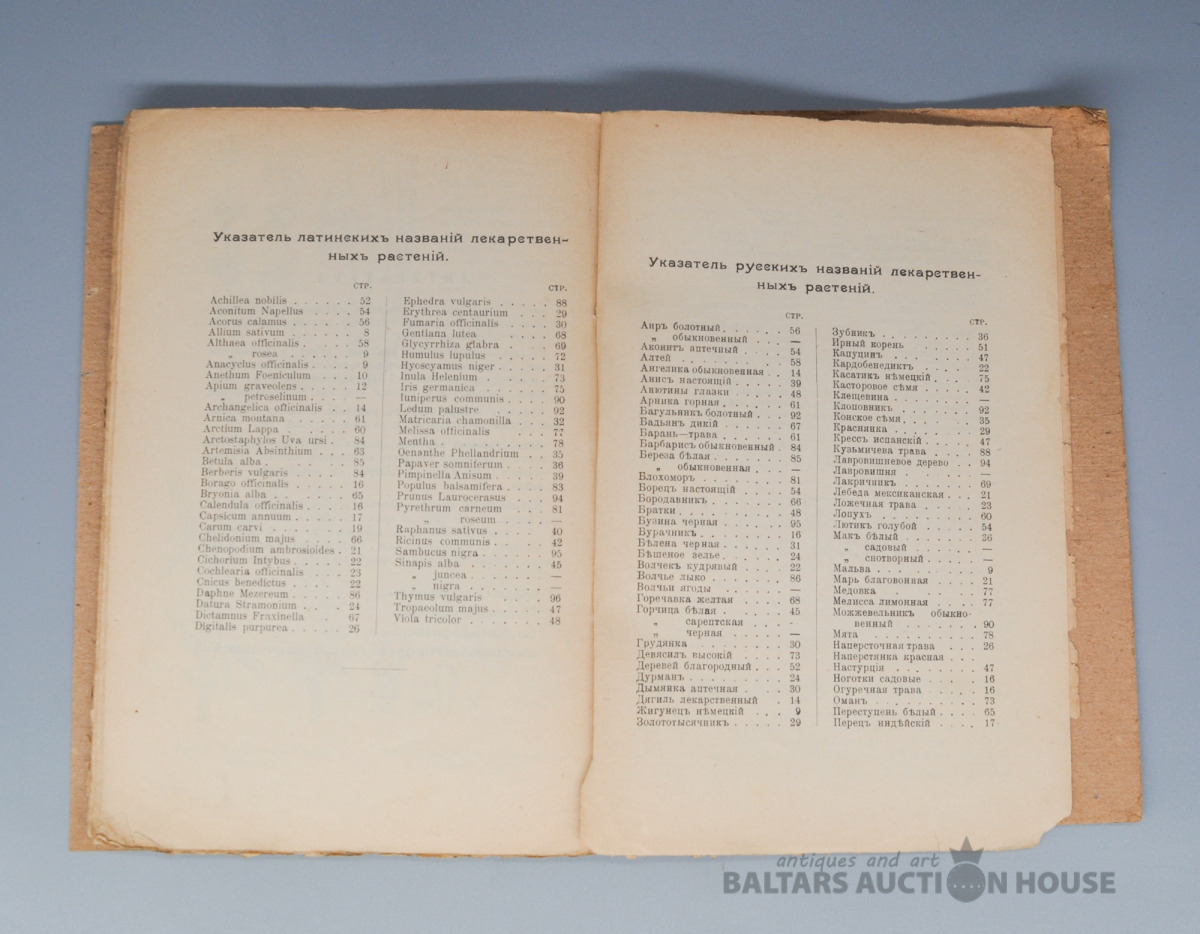 Указатель латинскихъ названій лекарствен-
ныхъ растеній.
СТР.
Achillea nobilis . . . . . . 52
Aconitum Napellus . . . . 54
Acorus calamus . . . . . . 56
Allium sativum . . . . . . 8
Althaea officinalis . . . . . 58
„ rosea . . . . . . 9
Anacyclus officinalis . . . . 9
Anethum Foeniculum . . . 10
Apium graveolens . . . . . 12
„ petroselinum . . . . —
Archangelica officinalis . . 14
Arnica montana . . . . . 61
Arctium Lappa . . . . . 60
Arctostaphylos Uva ursi . . 84
Artemisia Absinthium . . . 63
Betula alba . . . . . . . 85
Berberis vulgaris . . . . . 84
Borago officinalis . . . . . 16
Bryonia alba . . . . . . 65
Calendula officinalis . . . . 16
Capsicum annuum . . . . . 17
Carum carvi . . . . . . . 19
Chelidonium majus . . . . 66
Chenopodium ambrosioides . 21
Cichorium Intybus . . . . . 22
Cochlearia officinalis . . . 23
Cnicus benedictus . . . . 22
Daphne Mezereum . . . . . 86
Datura Stramonium . . . 24
Dictamnus Fraxinella . 67
Digitalis purpurea . . . . . 26
СТР.
Ephedra vulgaris . . . . . 88
Erythrea centaurium . . . 29
Fumaria officinalis . . . . 30
Gentiana lutea . . . . 68
Glycyrrhiza glabra . . . . 69
Humulus lupulus . . . . . 72
Hyoscyamus niger . . . . . 31
Inula Helenium . . . . . 73
Iris germanica . . . . . 75
Iuniperus communis . . . . 90
Ledum palustre . . . . . 92
Matricaria chamonilla . . . 32
Melissa officinalis . . . . 77
Mentha . . . . . . . . . 78
Oenanthe Phellandrium . . 35
Papaver somniferum . . . . 36
Pimpinella Anisum . . . . 39
Populus balsamifera . . . . 83
Prunus Laurocerasus . . . 94
Pyrethrum carneum . . . 81
„ roseum . . . . —
Raphanus sativus . . . . . 40
Ricinus communis . . . . . 42
Sambucus nigra . . . . . . 95
Sinapis alba . . . . . . 45
„ juncea . . . . . . . —
„ nigra . . . . . . . —
Thymus vulgaris . . . 96
Tropaeolum majus . . . . . 47
Viola tricolor . . . . . . . 48
Указатель русскихъ названій лекарствен-
ныхъ растеній.
СТР.
Аиръ болотный . . . . . . 56
„ обыкновенный . . . —
Аконитъ аптечный . . . . 54
Алтей . . . . . . . . 58
Ангелика обыкновенная . . 14
Анисъ настоящій . . . . . 39
Анютины глазки . . . . . 48
Арника горная . . . . . . 61
Багульникъ болотный . . . 92
Бадьянъ дикій . . . . . . 67
Барань—трава . . . . . . 61
Барбарисъ обыкновенный . 84
Береза бѣлая . . . . . . . 85
„ обыкновенная . . . —
Блохоморъ . . . . . . . . 81
Борецъ настоящій . . . . 54
Бородавникъ . . . . . . . 66
Братки . . . . . . . . . 48
Бузина черная . . . . . . 95
Бурачникъ . . . . . . . . 16
Бѣлена черная . . . . . . 31
Бѣшеное зелье . . . . . . 24
Волчекъ кудрявый . . . . 22
Волчье лыко . . . . . . . 86
Волчьи ягоды . . . . . . —
Горечавка желтая . . . . 68
Горчица бѣлая . . . . . . 45
„ сарептская . . . -
„ черная . . . . . —
Грудянка . . . . . . . . 30
Девясилъ высокій . . . . 73
Деревей благородный . . . 52
Дурманъ . . . . . . . . . 24
Дымянка аптечная . . . 30
Дягиль лекарственный . 14
Жигунецъ нѣмецкій . . . 9
Золототысячникъ . . . . . 29
СТР.
Зубникъ . . . . . . . . . 36
Ирный корень . . . . . 51
Капуцинъ . . . . . . . . 47
Кардобенедиктъ . . . . . 22
Касатикъ нѣмецкій . . . . 75
Касторовое сѣмя . . . . . 42
Клещевина . . . . . . . —
Клоповникъ . . . . . . . 92
Конское сѣмя . . . . . . . 35
Краснянка . . . . . . . . 29
Крессъ испанскій . . . . . 47
Кузьмичева трава . . . . . 88
Лавровишневое дерево . . 94
Лавровишня . . . . . . —
Лакричникъ . . . . . . . 69
Лебеда мексиканская . . . 21
Ложечная трава . . . . . 23
Лопухъ . . . . . . . . . 60
Лютикъ голубой . . . . . 54
Макъ бѣлый . . . . . . . 36
„ садовый . . . . . . —
„ снотворный . . . . . —
Мальва . . . . . . . . . 9
Марь благовонная . . . . 21
Медовка . . . . . . . . 77
Мелисса лимонная . . . . 77
Можжевельникъ обыкно-
венный . . . . . . . 90
Мята . . . . . . . . . 78
Наперсточная трава . . . 26
Наперстянка красная . . .
Настурція . . . . . . . . 47
Ноготки садовые . . . . . 16
Огуречная трава . . . . . 16
Оманъ . . . . . . . . . . 73
Переступень бѣлый . . . . 65
Перецъ индѣйскій . . . . 17
antiques and art
BALTARS AUCTION HOUSE